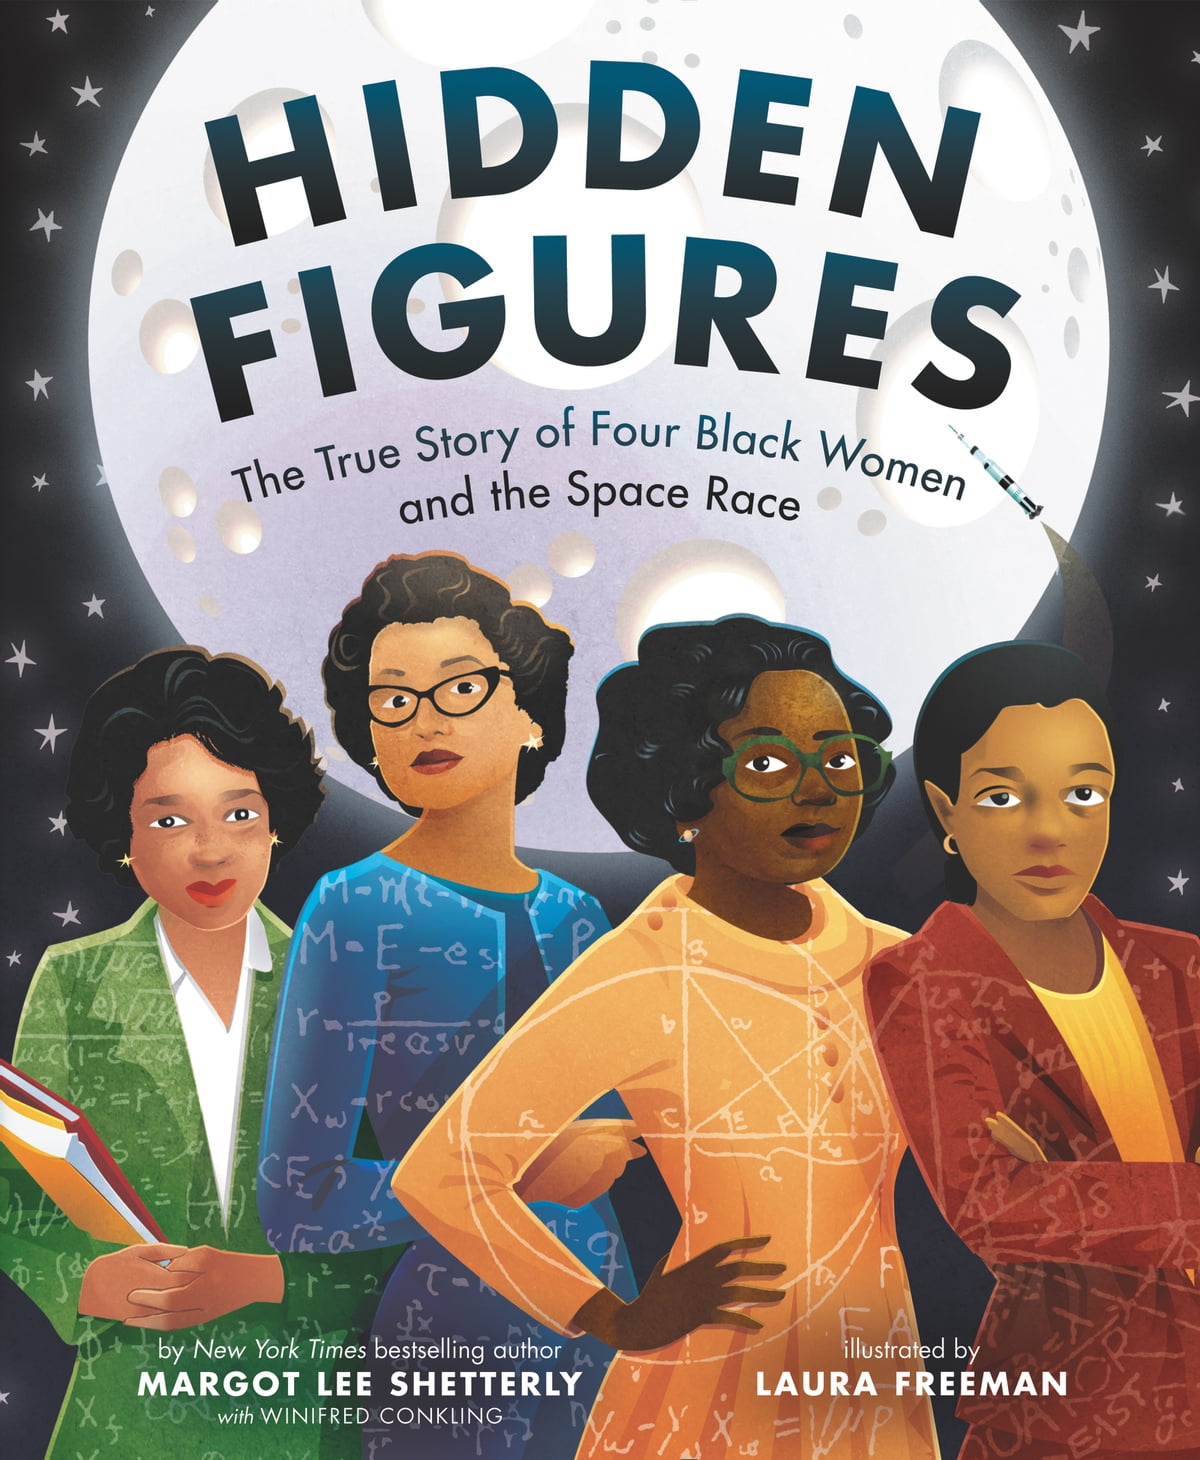 HIDDEN
FIGURES
The True Story of Four Black Women
and the Space Race
by New York Times bestselling author
MARGOT LEE SHETTERLY
with WINIFRED CONKLING
illustrated by
LAURA FREEMAN